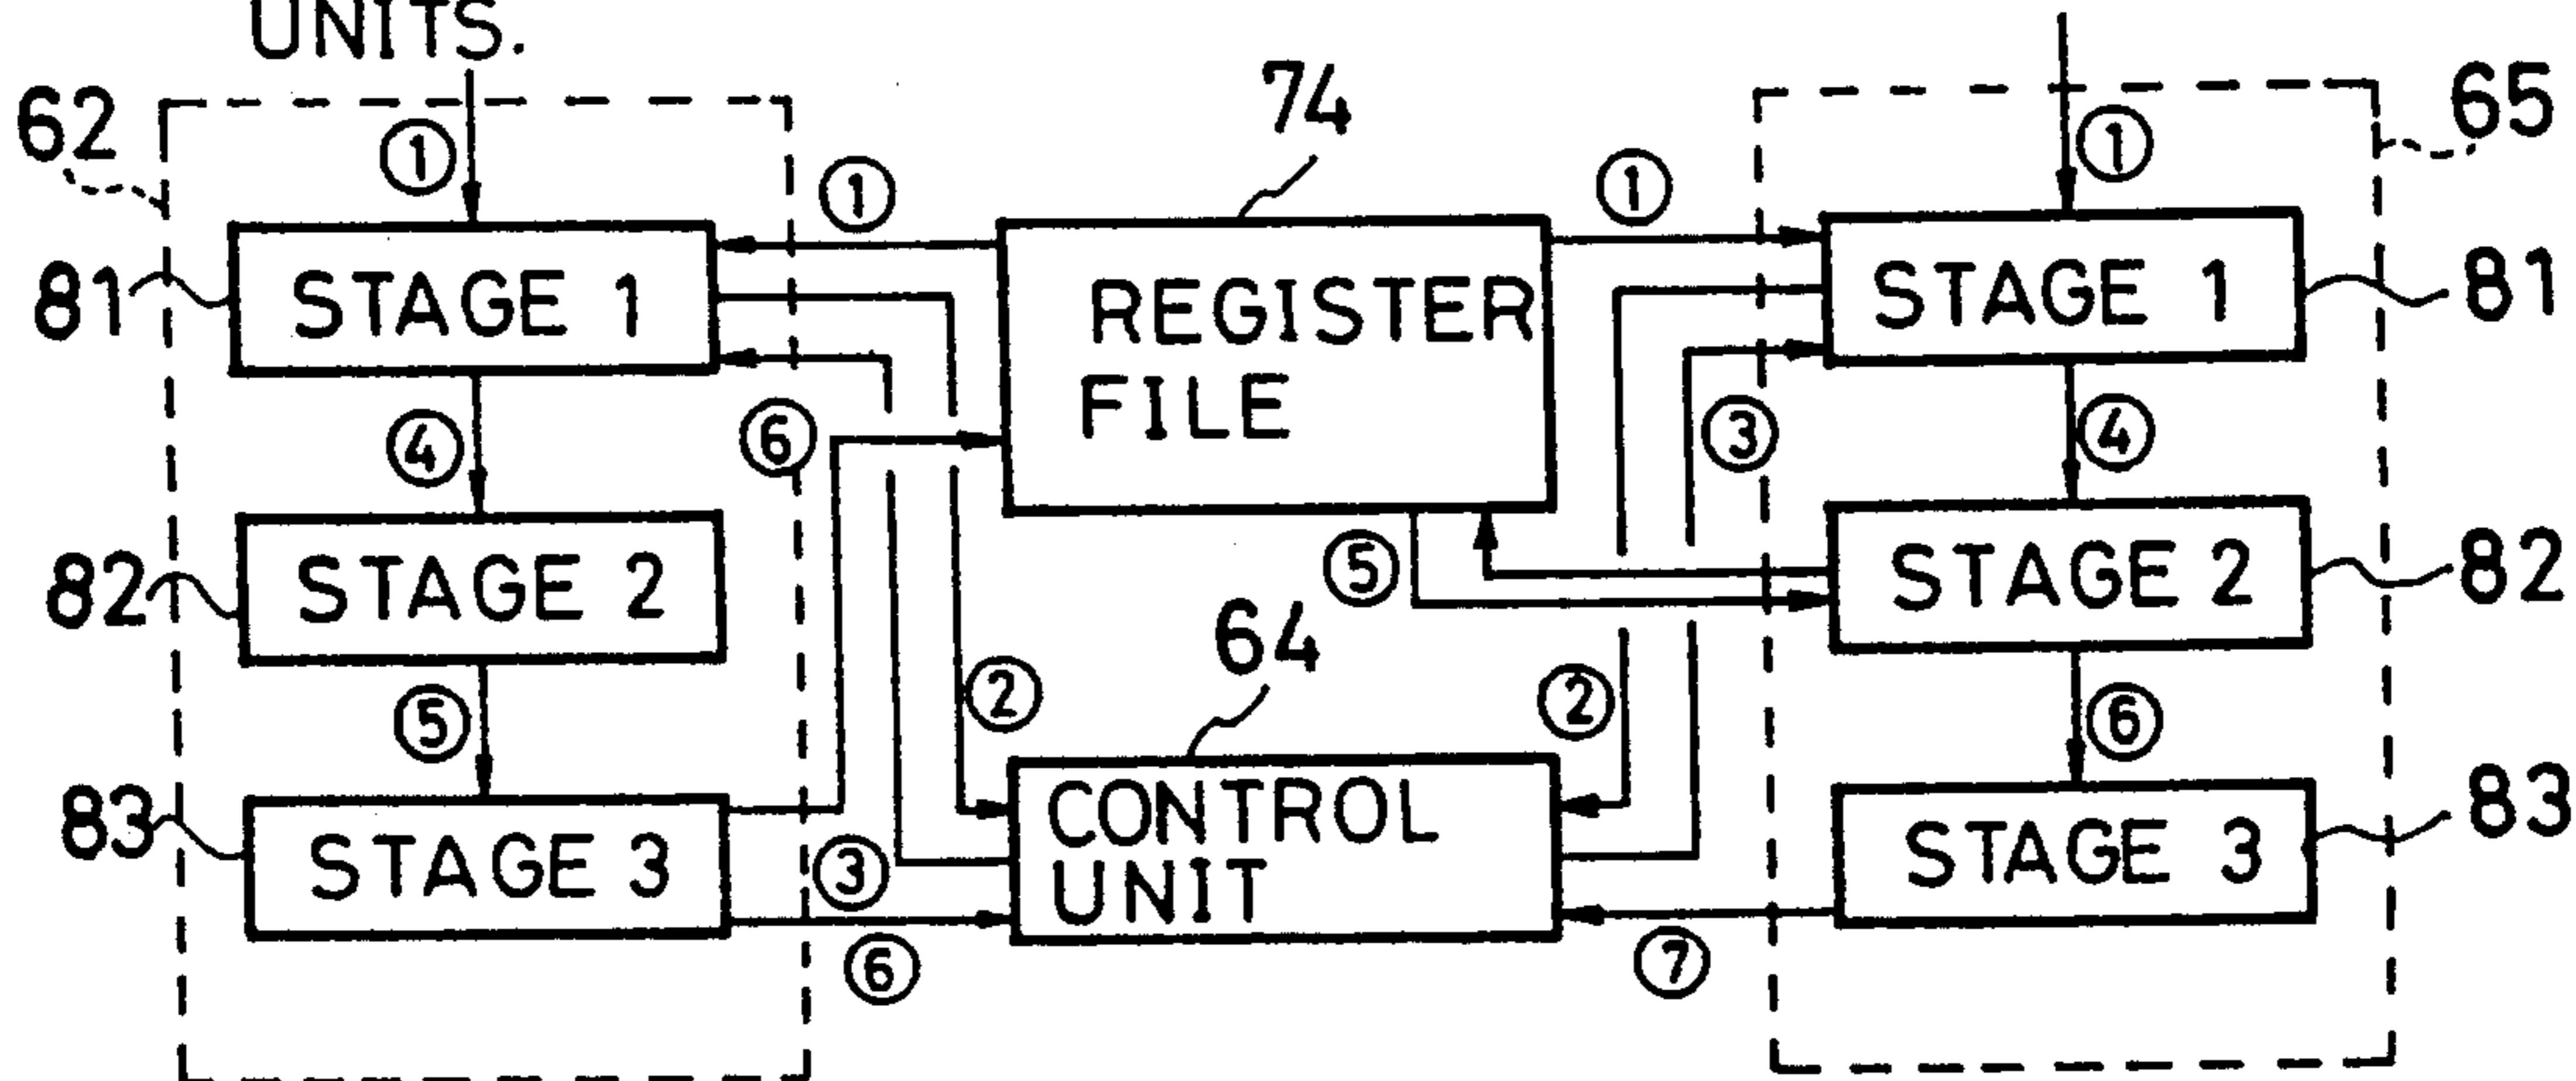 UNITS.
62
74
65
①
①
①
①
81
STAGE 1
REGISTER
FILE
STAGE 1
81
④
⑥
③
④
82
STAGE 2
⑤
STAGE 2
82
64
⑤
②
②
⑥
83
STAGE 3
③
CONTROL
UNIT
STAGE 3
83
⑥
⑦